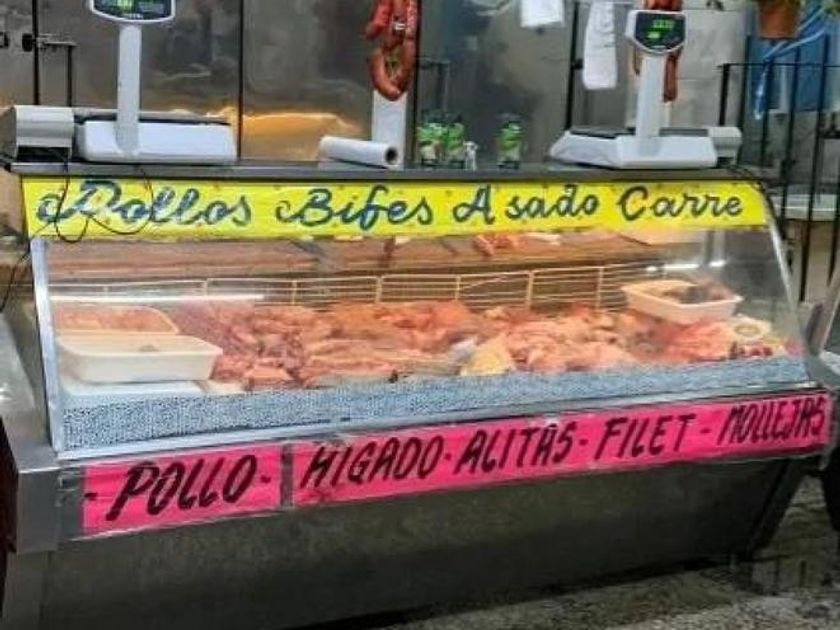 Pollos Bifes Asado Carre
- POLLO - HIGADO - ALITAS - FILET - MOLLEJAS